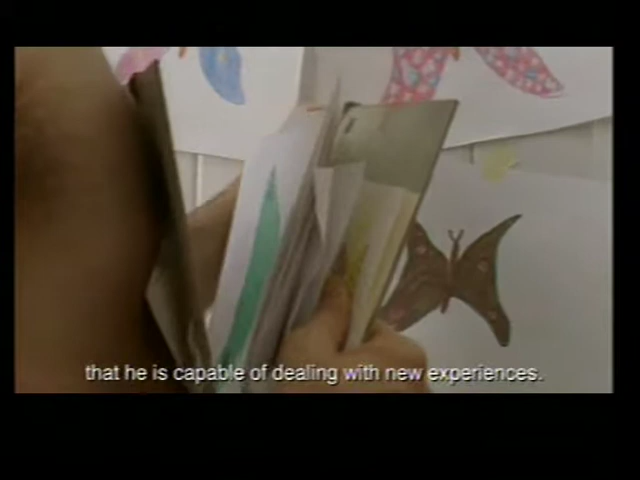 that he is capable of dealing with new experiences.